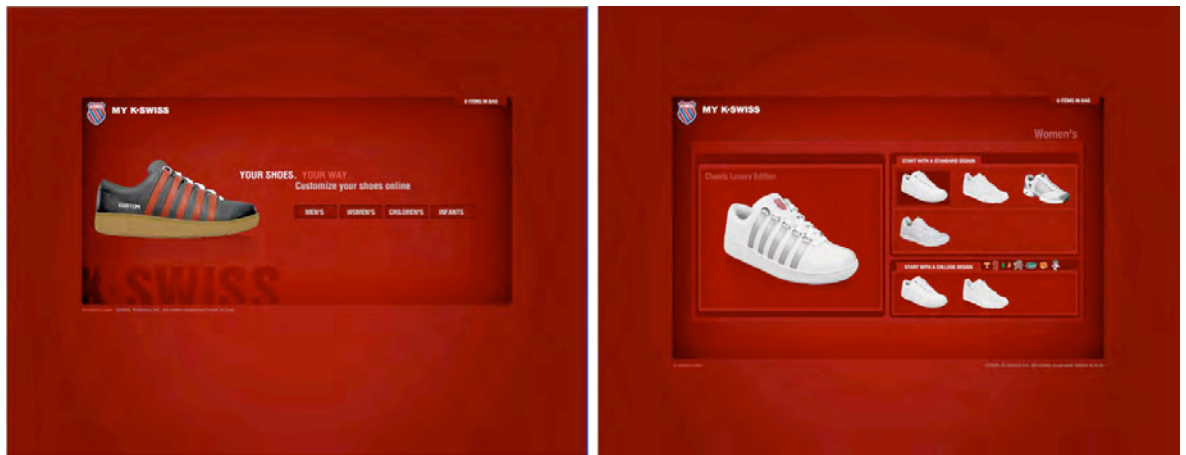 MY K·SWISS
0 ITEMS IN BAG
YOUR SHOES. YOUR WAY.
Customize your shoes online
CUSTOM
MEN'S WOMEN'S CHILDREN'S INFANTS
K·SWISS
MY K·SWISS
0 ITEMS IN BAG
Women's
START WITH A STANDARD DESIGN
Classic Luxury Edition
START WITH A COLLEGE DESIGN